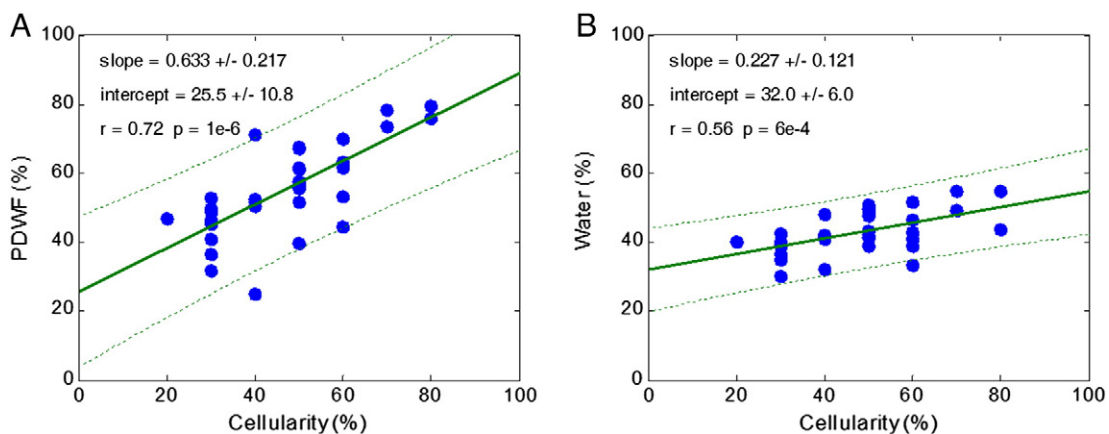 A
100
80
60
40
20
0
PDWF (%)
slope = 0.633 +/- 0.217
intercept = 25.5 +/- 10.8
r = 0.72 p = 1e-6
0 20 40 60 80 100
Cellularity (%)
B
100
80
60
40
20
0
Water (%)
slope = 0.227 +/- 0.121
intercept = 32.0 +/- 6.0
r = 0.56 p = 6e-4
0 20 40 60 80 100
Cellularity (%)